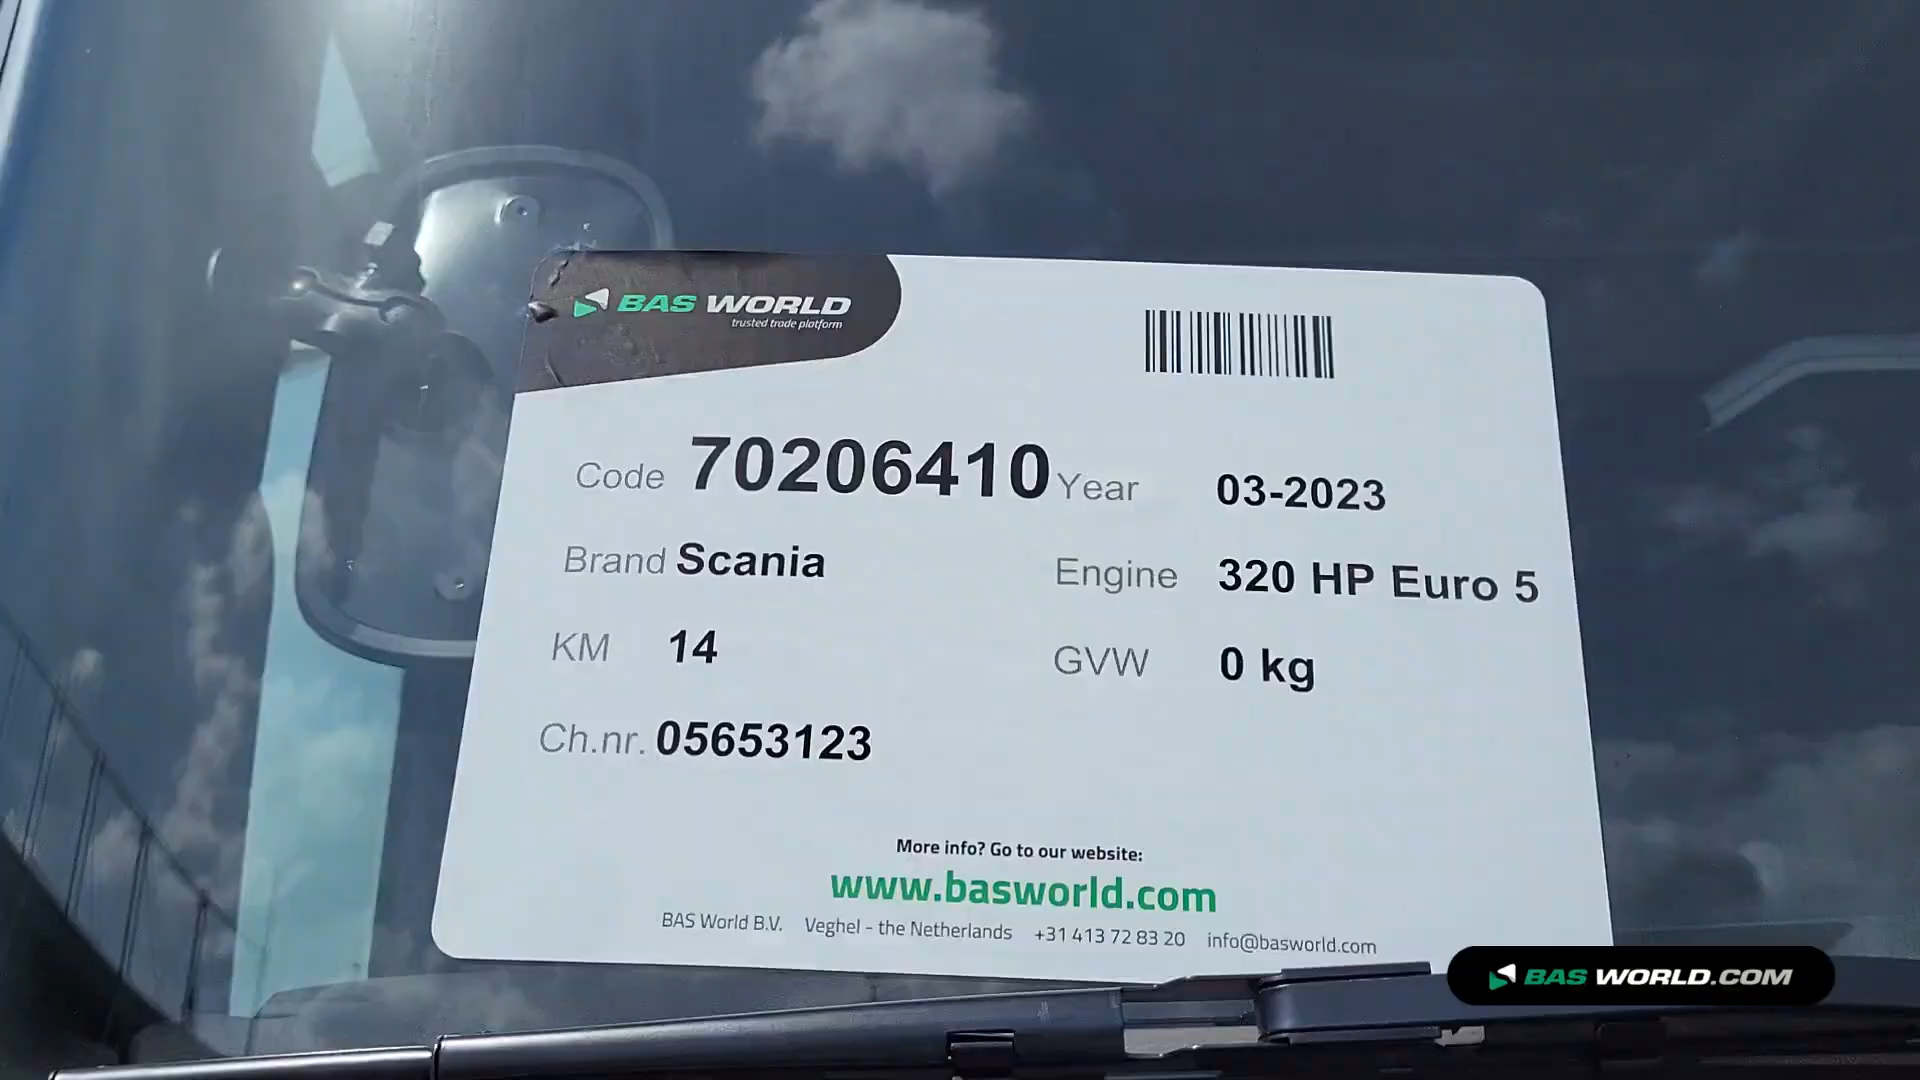 BAS WORLD
trusted trade platform
Code 70206410 Year 03-2023
Brand Scania Engine 320 HP Euro 5
KM 14 GVW 0 kg
Ch.nr. 05653123
More info? Go to our website:
www.basworld.com
BAS World B.V. Veghel - the Netherlands +31 413 72 83 20 info@basworld.com
BAS WORLD.COM